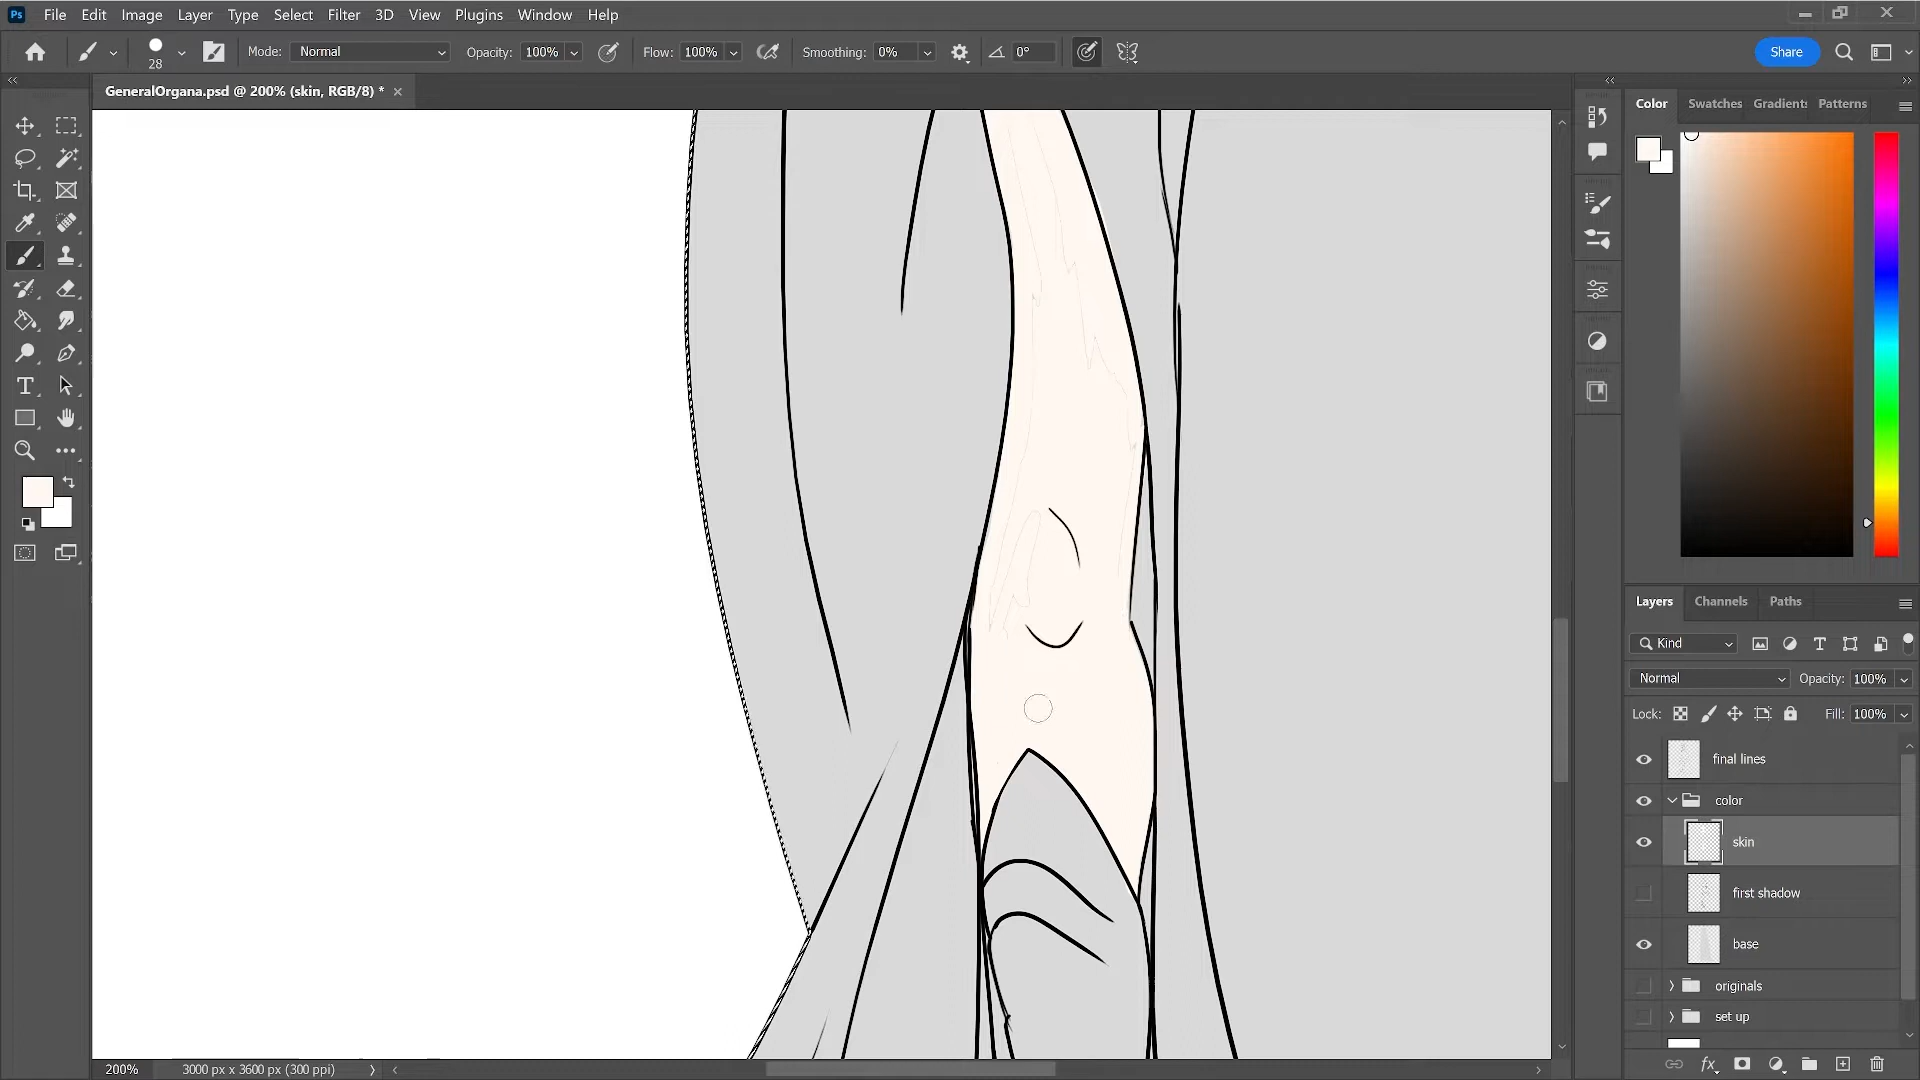 Ps File Edit Image Layer Type Select Filter 3D View Plugins Window Help
28 Mode: Normal Opacity: 100% Flow: 100% Smoothing: 0% 0° Share
GeneralOrgana.psd @ 200% (skin, RGB/8) *
Color Swatches Gradients Patterns
Layers Channels Paths
Kind
Normal Opacity: 100%
Lock: Fill: 100%
final lines
color
skin
first shadow
base
originals
set up
200% 3000 px x 3600 px (300 ppi)